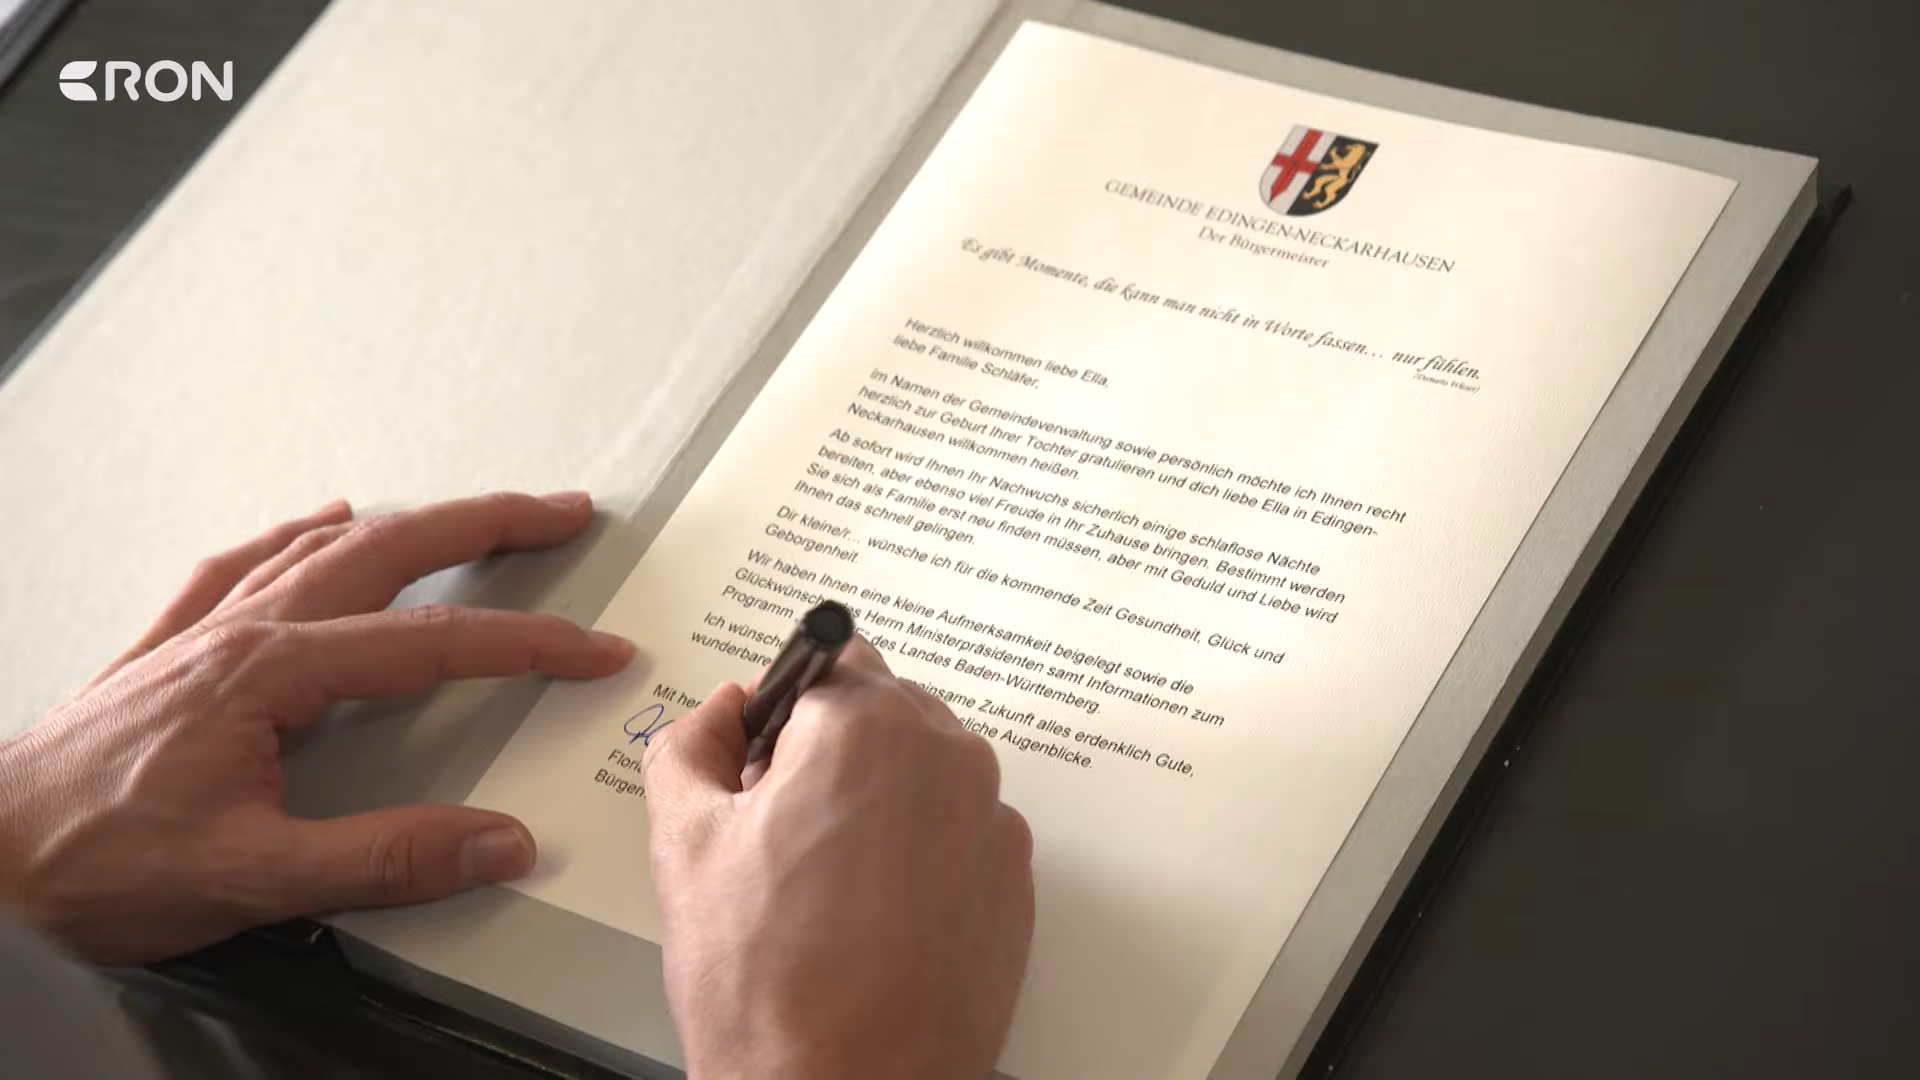 RON
GEMEINDE EDINGEN-NECKARHAUSEN
Der Bürgermeister
Es gibt Momente, die kann man nicht in Worte fassen… nur fühlen.
Herzlich willkommen liebe Ella,
liebe Familie Schläfer,
im Namen der Gemeindeverwaltung sowie persönlich möchte ich Ihnen recht
herzlich zur Geburt Ihrer Tochter gratulieren und dich liebe Ella in Edingen-
Neckarhausen willkommen heißen.
Ab sofort wird Ihnen Ihr Nachwuchs sicherlich einige schlaflose Nächte
bereiten, aber ebenso viel Freude in Ihr Zuhause bringen. Bestimmt werden
Sie sich als Familie erst neu finden müssen, aber mit Geduld und Liebe wird
Ihnen das schnell gelingen.
Dir kleine/r… wünsche ich für die kommende Zeit Gesundheit, Glück und
Geborgenheit.
Wir haben Ihnen eine kleine Aufmerksamkeit beigelegt sowie die
Glückwünsche des Herrn Ministerpräsidenten samt Informationen zum
Programm des Landes Baden-Württemberg.
Ich wünsche Zukunft alles erdenklich Gute,
wunderbare Augenblicke.
Mit